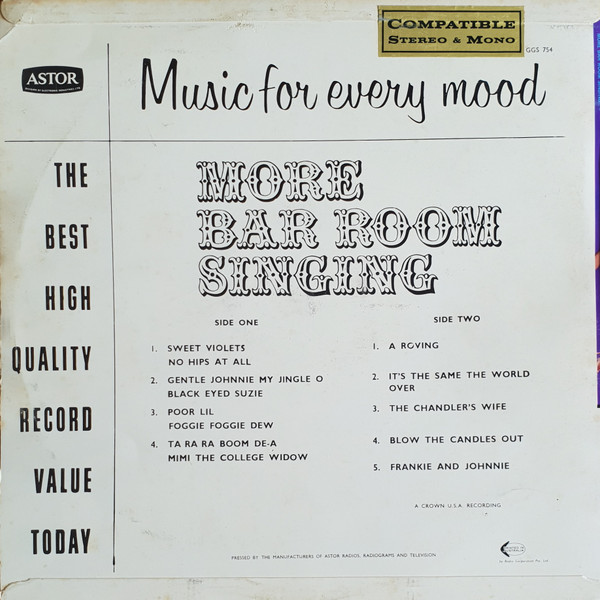 COMPATIBLE
STEREO & MONO
GGS 754
ASTOR
Music for every mood
THE
BEST
HIGH
QUALITY
RECORD
VALUE
TODAY
MORE
BAR ROOM
SINGING
SIDE ONE
1. SWEET VIOLETS
NO HIPS AT ALL
2. GENTLE JOHNNIE MY JINGLE O
BLACK EYED SUZIE
3. POOR LIL
FOGGIE FOGGIE DEW
4. TA RA RA BOOM DE-A
MIMI THE COLLEGE WIDOW
SIDE TWO
1. A ROVING
2. IT'S THE SAME THE WORLD
OVER
3. THE CHANDLER'S WIFE
4. BLOW THE CANDLES OUT
5. FRANKIE AND JOHNNIE
A CROWN U.S.A. RECORDING
PRESSED BY THE MANUFACTURERS OF ASTOR RADIOS, RADIOGRAMS AND TELEVISION